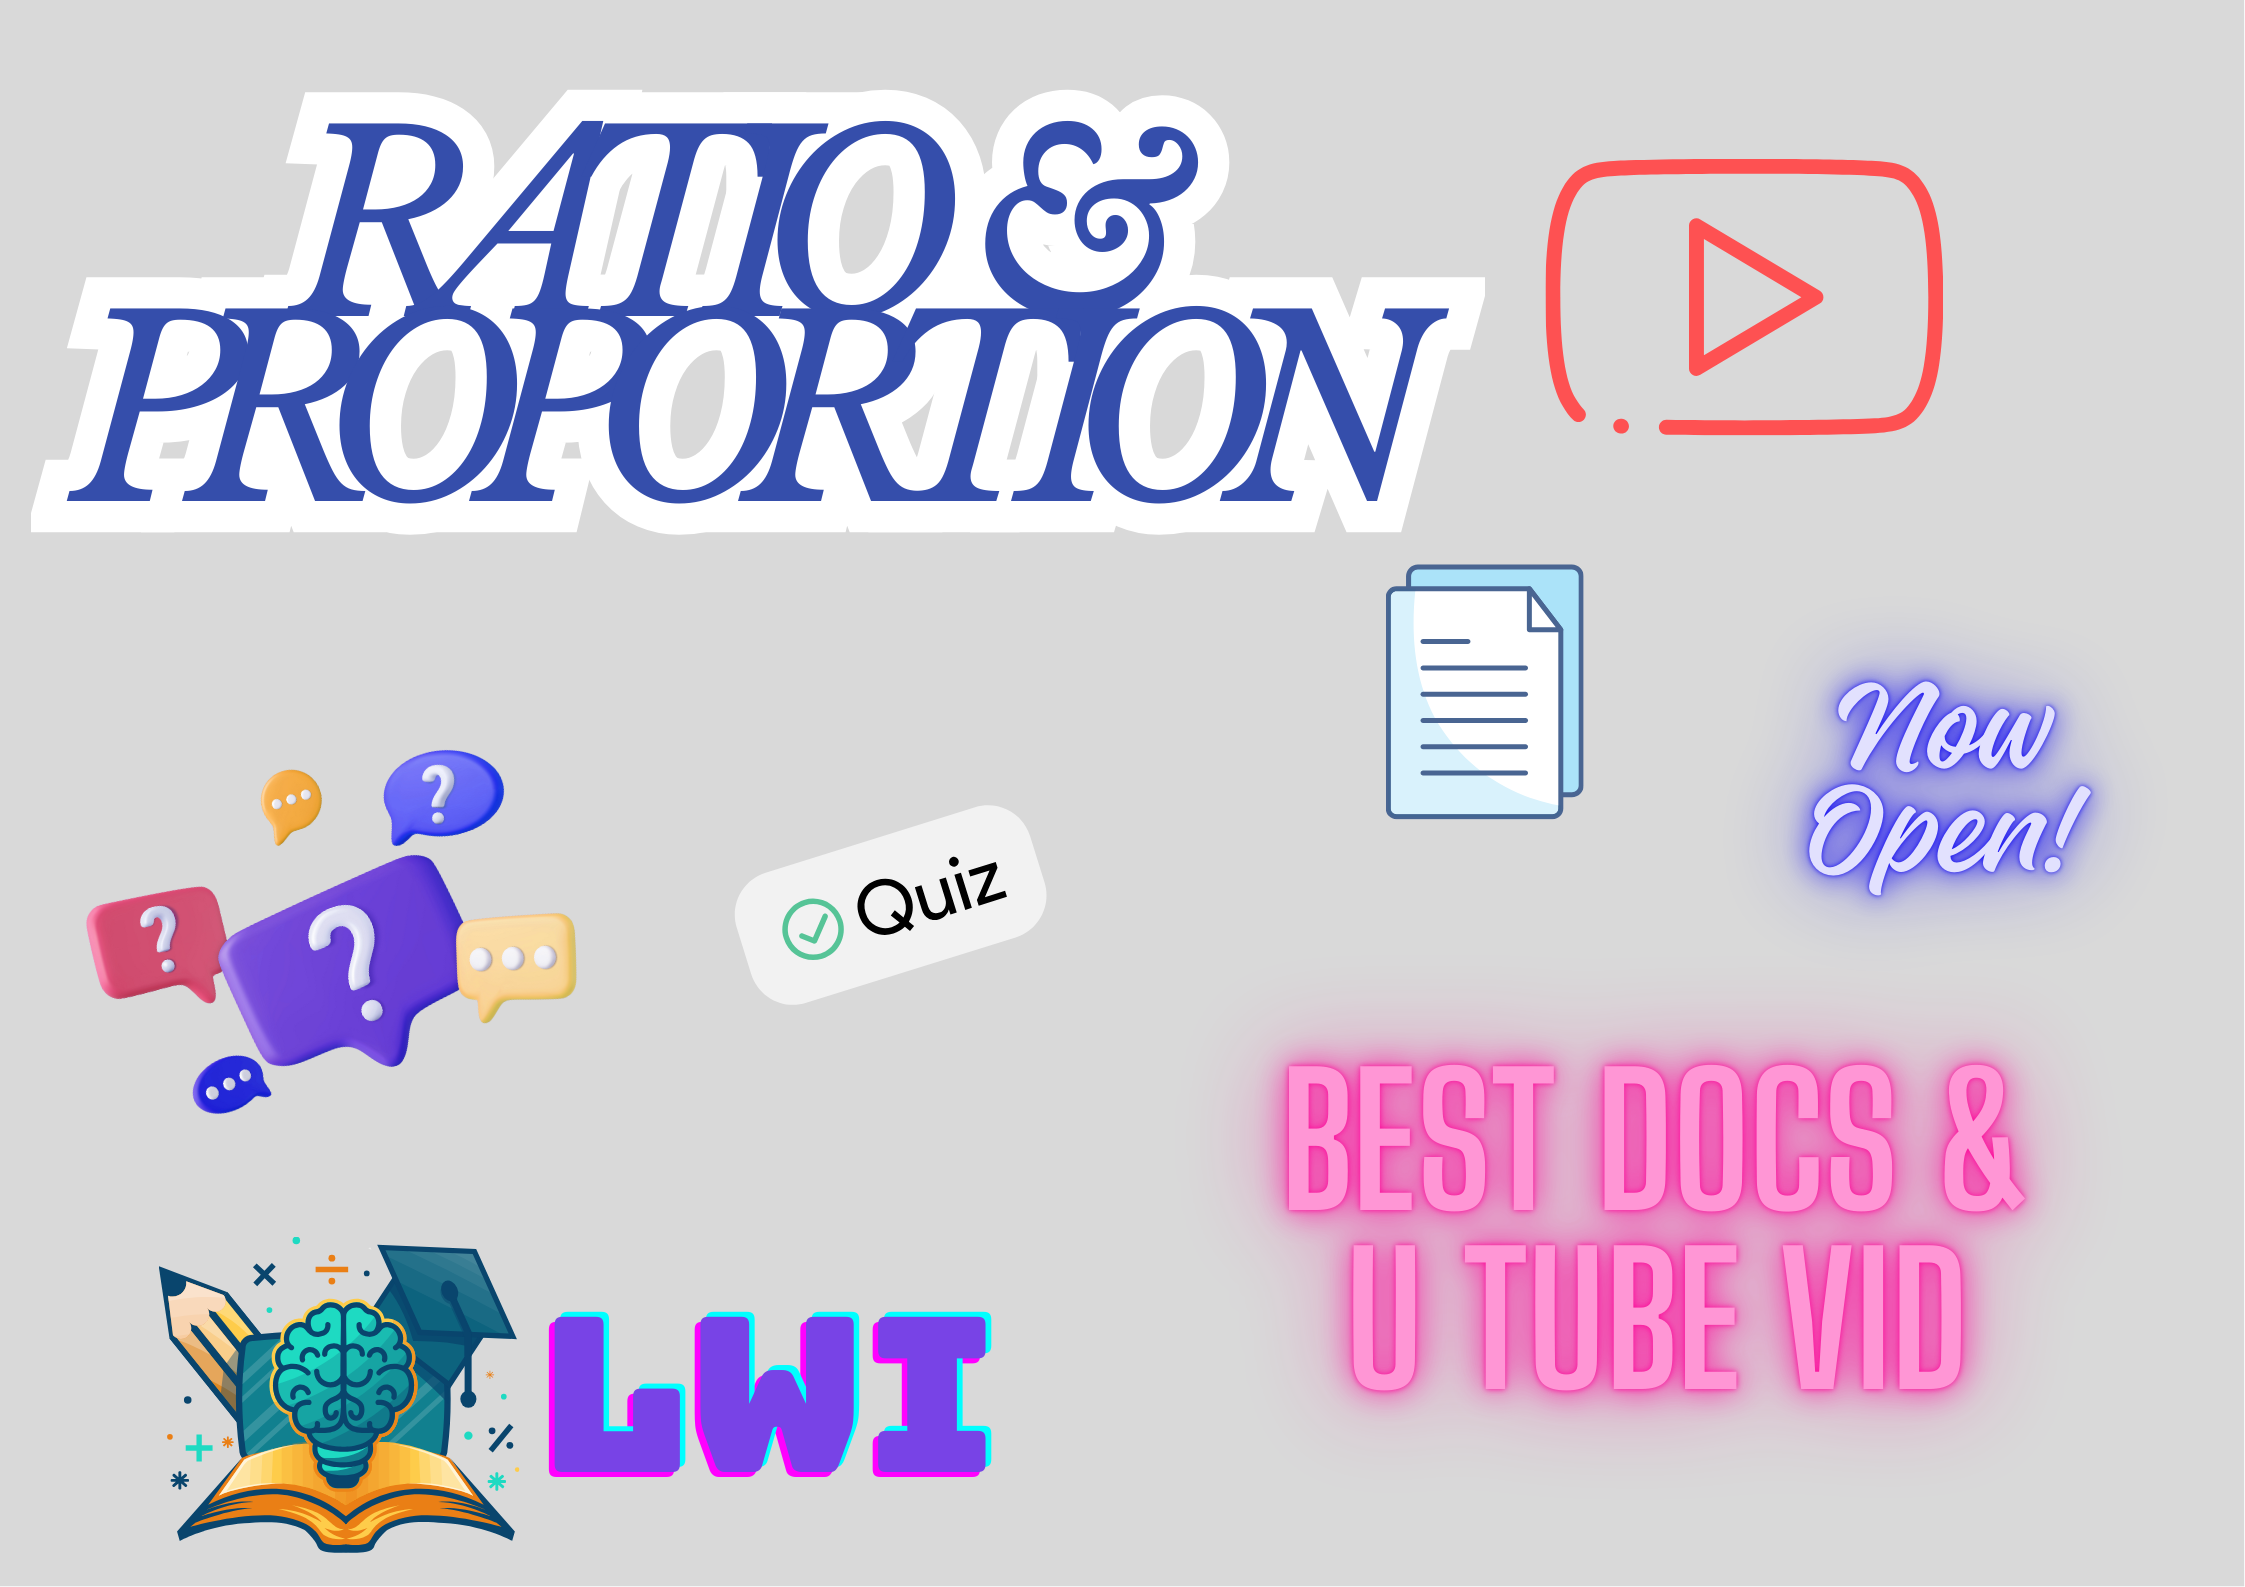 RATIO &
PROPORTION
Now
Open!
Quiz
BEST DOCS &
U TUBE VID
LWI